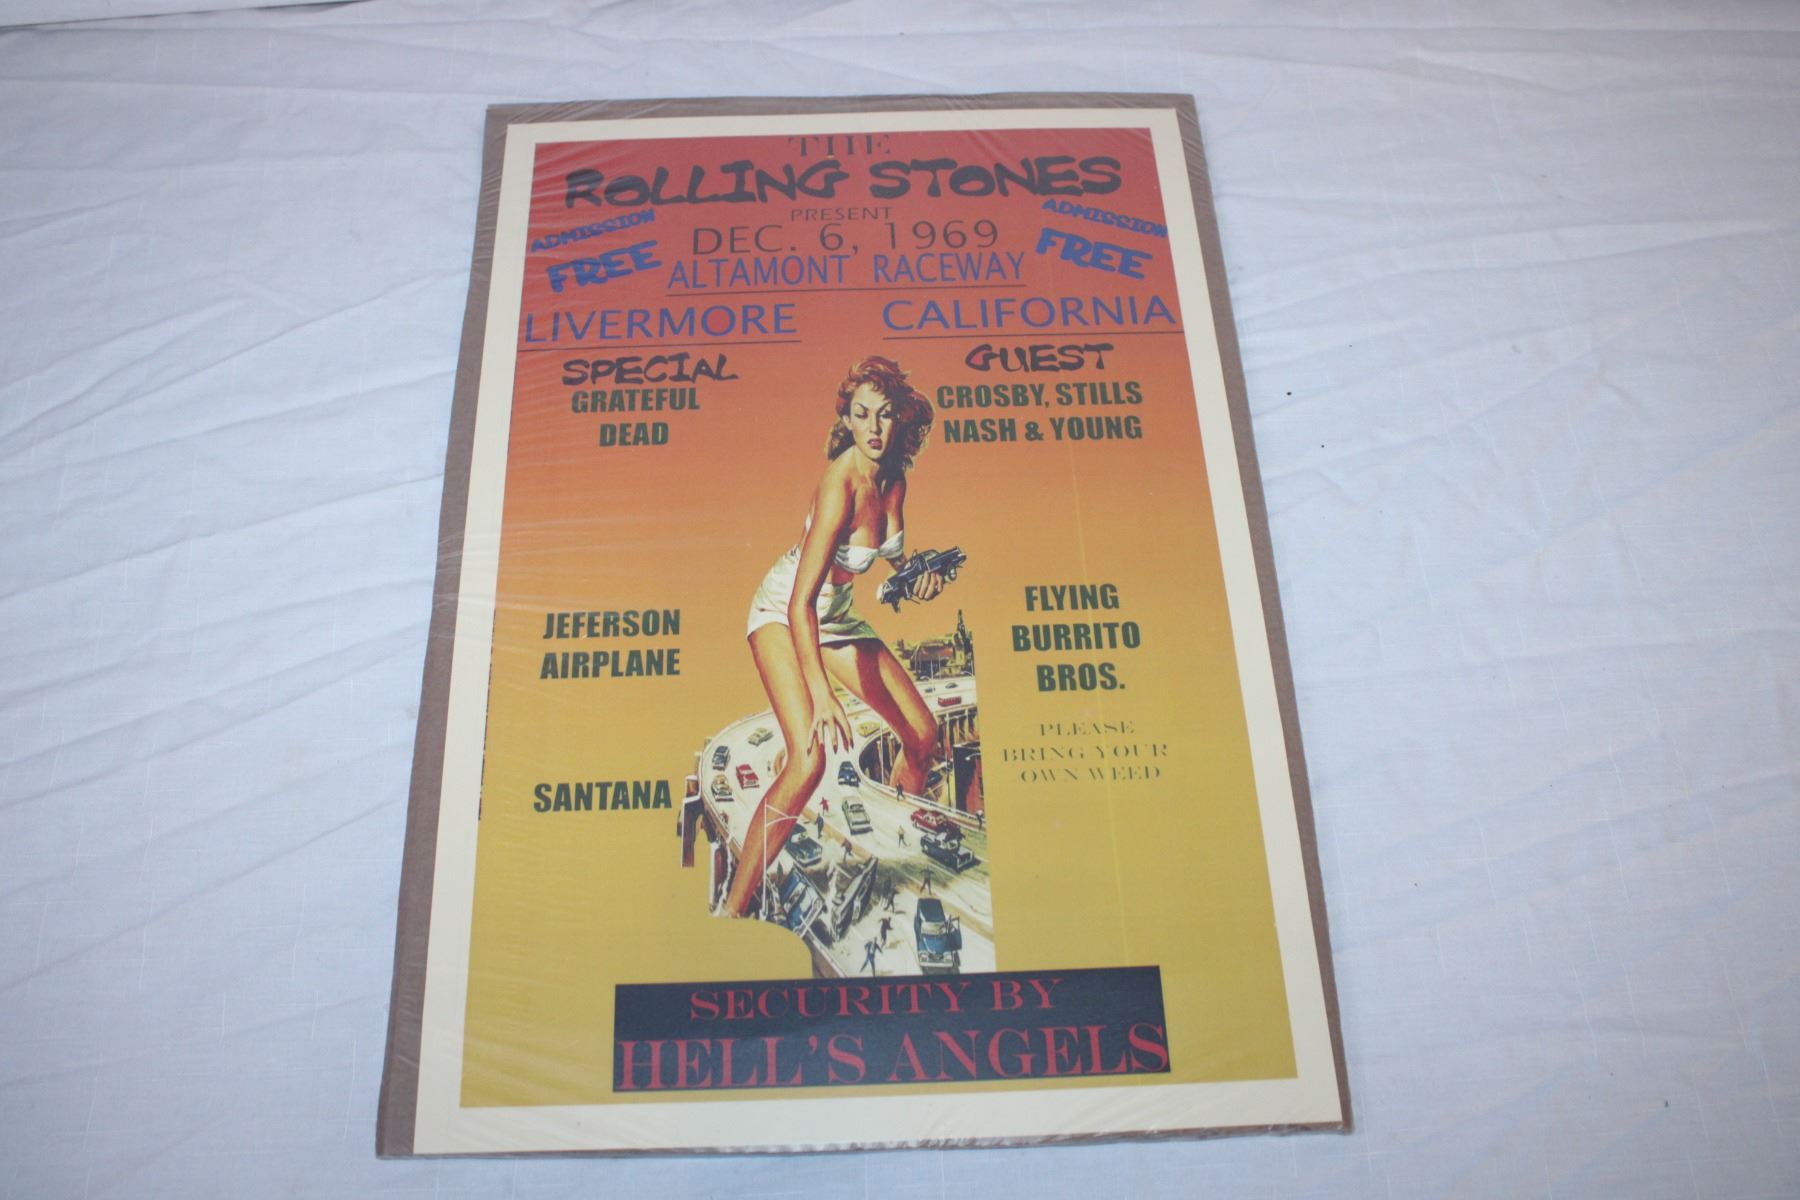 THE
ROLLING STONES
PRESENT
ADMISSION
FREE
DEC. 6, 1969
ADMISSION
FREE
ALTAMONT RACEWAY
LIVERMORE CALIFORNIA
SPECIAL GUEST
GRATEFUL
DEAD
CROSBY, STILLS
NASH & YOUNG
JEFERSON
AIRPLANE
FLYING
BURRITO
BROS.
PLEASE
BRING YOUR
OWN WEED
SANTANA
SECURITY BY
HELL'S ANGELS